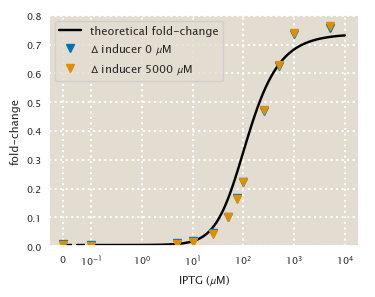 0.8
0.7
0.6
0.5
0.4
0.3
0.2
0.1
0.0
fold-change
theoretical fold-change
Δ inducer 0 μM
Δ inducer 5000 μM
0 10⁻¹ 10⁰ 10¹ 10² 10³ 10⁴
IPTG (μM)